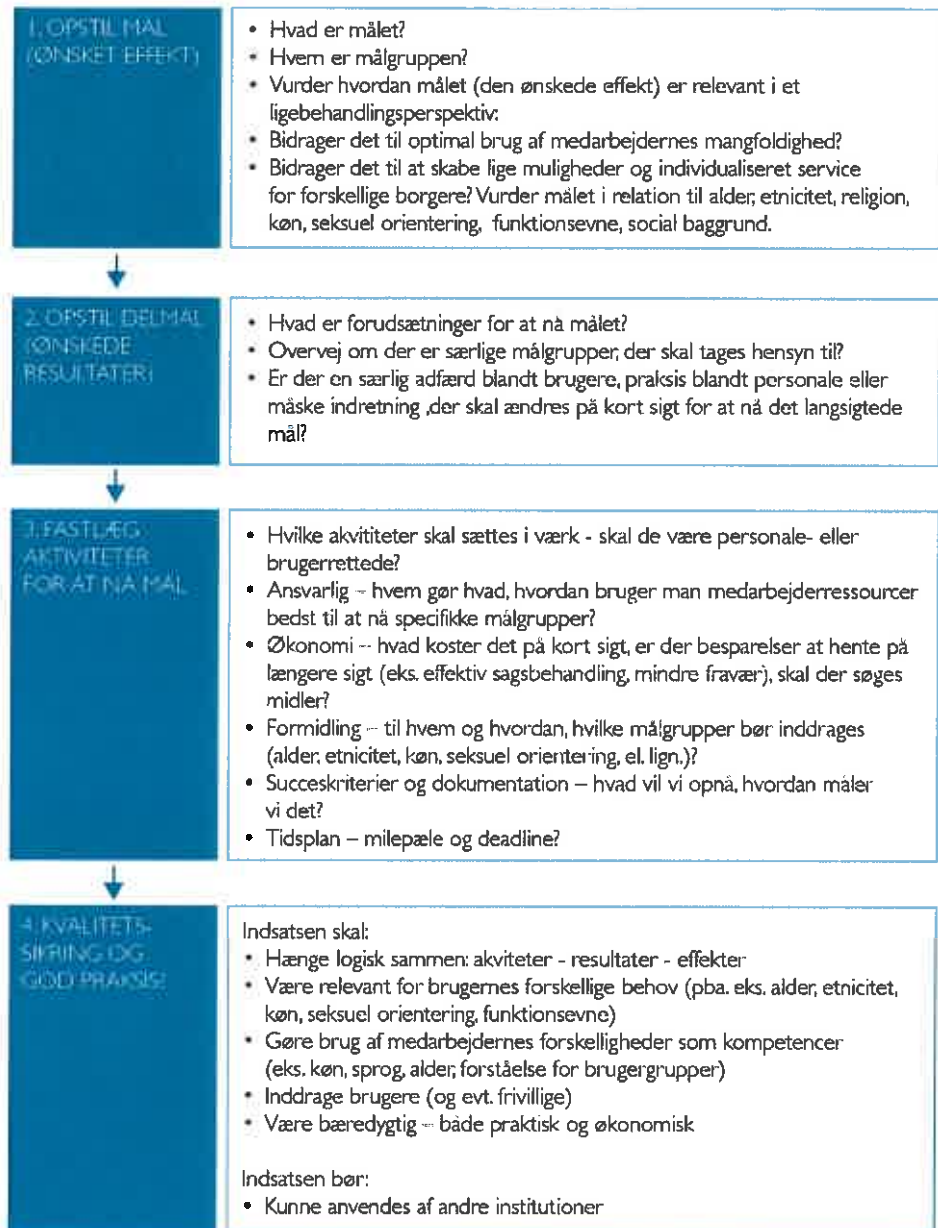 1. OPSTIL MÅL
(ØNSKET EFFEKT)
• Hvad er målet?
• Hvem er målgruppen?
• Vurder hvordan målet (den ønskede effekt) er relevant i et
ligebehandlingsperspektiv:
• Bidrager det til optimal brug af medarbejdernes mangfoldighed?
• Bidrager det til at skabe lige muligheder og individualiseret service
for forskellige borgere? Vurder målet i relation til alder, etnicitet, religion,
køn, seksuel orientering, funktionsevne, social baggrund.
2. OPSTIL DELMÅL
(ØNSKEDE
RESULTATER)
• Hvad er forudsætninger for at nå målet?
• Overvej om der er særlige målgrupper, der skal tages hensyn til?
• Er der en særlig adfærd blandt brugere, praksis blandt personale eller
måske indretning ,der skal ændres på kort sigt for at nå det langsigtede
mål?
3. FASTLÆG
AKTIVITETER
FOR AT NÅ MÅL
• Hvilke akvititeter skal sættes i værk - skal de være personale- eller
brugerrettede?
• Ansvarlig – hvem gør hvad, hvordan bruger man medarbejderressourcer
bedst til at nå specifikke målgrupper?
• Økonomi – hvad koster det på kort sigt, er der besparelser at hente på
længere sigt (eks. effektiv sagsbehandling, mindre fravær), skal der søges
midler?
• Formidling – til hvem og hvordan, hvilke målgrupper bør inddrages
(alder, etnicitet, køn, seksuel orientering, el. lign.)?
• Succeskriterier og dokumentation – hvad vil vi opnå, hvordan måler
vi det?
• Tidsplan – milepæle og deadline?
4. KVALITETS-
SIKRING OG
GOD PRAKSIS:
Indsatsen skal:
• Hænge logisk sammen: akviteter - resultater - effekter
• Være relevant for brugernes forskellige behov (pba. eks. alder, etnicitet,
køn, seksuel orientering, funktionsevne)
• Gøre brug af medarbejdernes forskelligheder som kompetencer
(eks. køn, sprog, alder, forståelse for brugergrupper)
• Inddrage brugere (og evt. frivillige)
• Være bæredygtig – både praktisk og økonomisk
Indsatsen bør:
• Kunne anvendes af andre institutioner